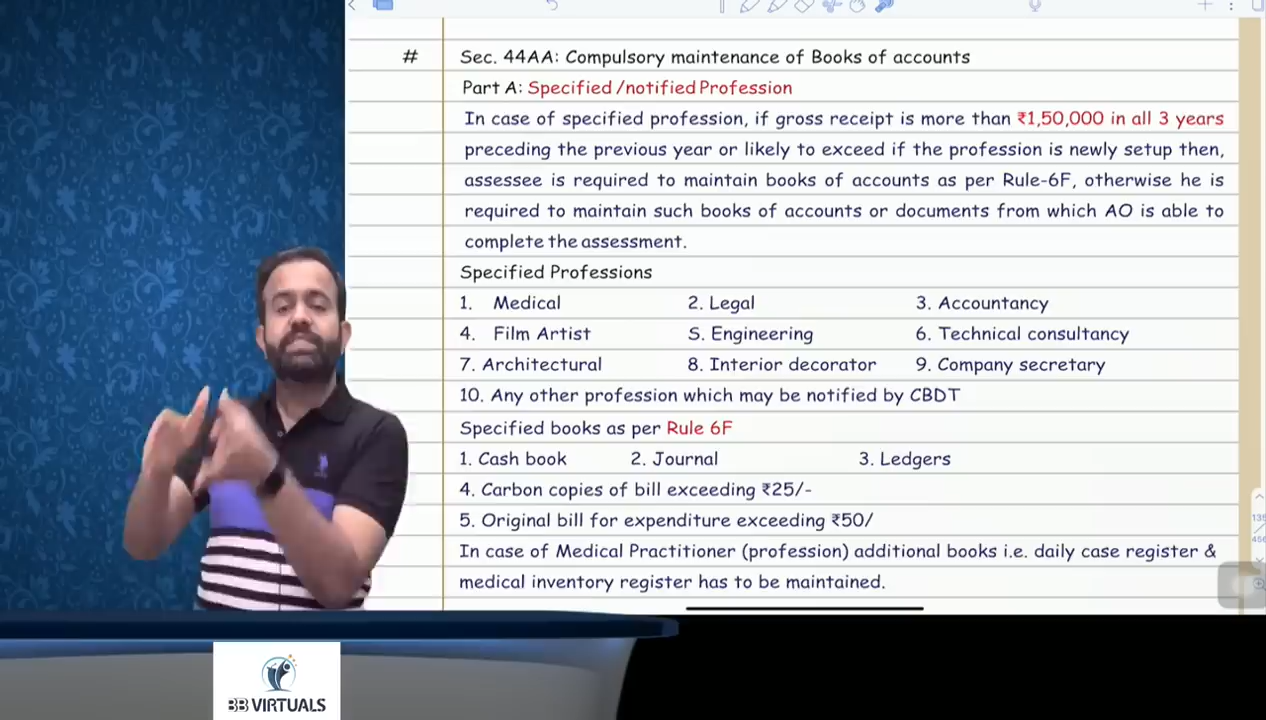 # Sec. 44AA: Compulsory maintenance of Books of accounts
Part A: Specified /notified Profession
In case of specified profession, if gross receipt is more than ₹1,50,000 in all 3 years
preceding the previous year or likely to exceed if the profession is newly setup then,
assessee is required to maintain books of accounts as per Rule-6F, otherwise he is
required to maintain such books of accounts or documents from which AO is able to
complete the assessment.
Specified Professions
1. Medical 2. Legal 3. Accountancy
4. Film Artist S. Engineering 6. Technical consultancy
7. Architectural 8. Interior decorator 9. Company secretary
10. Any other profession which may be notified by CBDT
Specified books as per Rule 6F
1. Cash book 2. Journal 3. Ledgers
4. Carbon copies of bill exceeding ₹25/-
5. Original bill for expenditure exceeding ₹50/
In case of Medical Practitioner (profession) additional books i.e. daily case register &
medical inventory register has to be maintained.
BB VIRTUALS